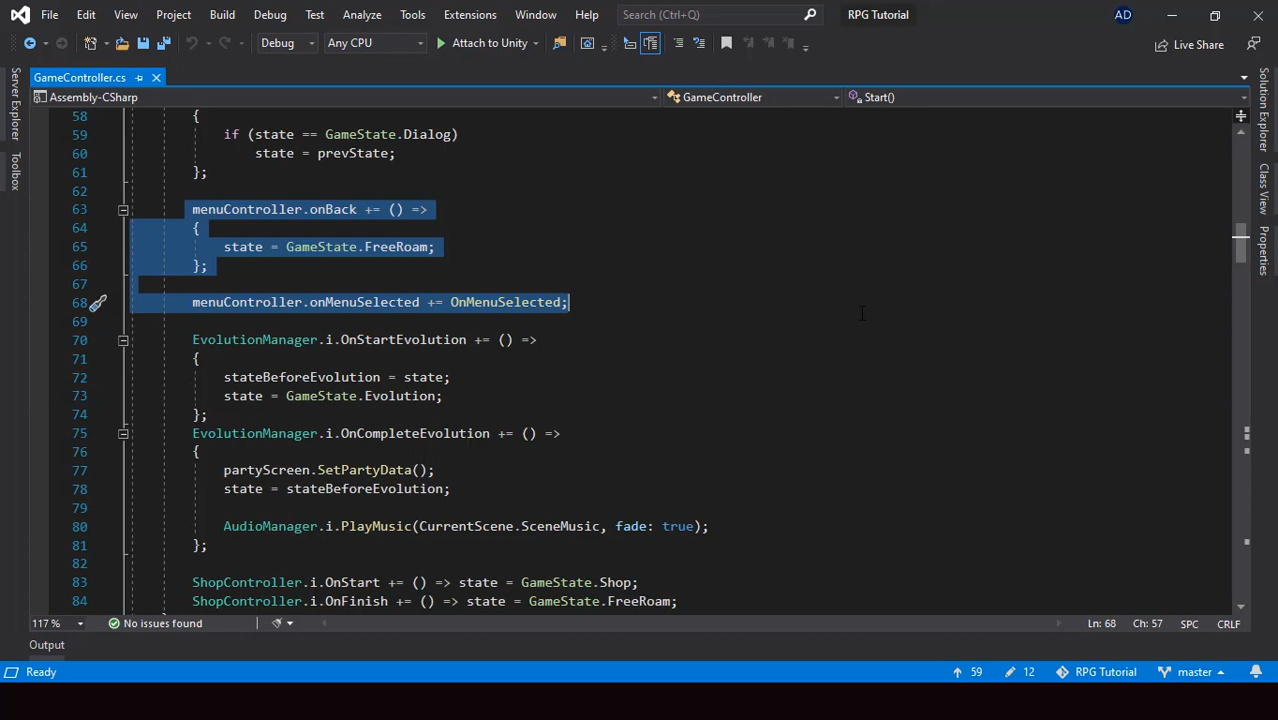 File Edit View Project Build Debug Test Analyze Tools Extensions Window Help Search (Ctrl+Q) RPG Tutorial AD
Debug Any CPU Attach to Unity Live Share
GameController.cs
Assembly-CSharp GameController Start()
Server Explorer
Toolbox
Solution Explorer
Class View
Properties
58 {
59 if (state == GameState.Dialog)
60 state = prevState;
61 };
62
63 menuController.onBack += () =>
64 {
65 state = GameState.FreeRoam;
66 };
67
68 menuController.onMenuSelected += OnMenuSelected;
69
70 EvolutionManager.i.OnStartEvolution += () =>
71 {
72 stateBeforeEvolution = state;
73 state = GameState.Evolution;
74 };
75 EvolutionManager.i.OnCompleteEvolution += () =>
76 {
77 partyScreen.SetPartyData();
78 state = stateBeforeEvolution;
79
80 AudioManager.i.PlayMusic(CurrentScene.SceneMusic, fade: true);
81 };
82
83 ShopController.i.OnStart += () => state = GameState.Shop;
84 ShopController.i.OnFinish += () => state = GameState.FreeRoam;
117 % No issues found Ln: 68 Ch: 57 SPC CRLF
Output
Ready 59 12 RPG Tutorial master